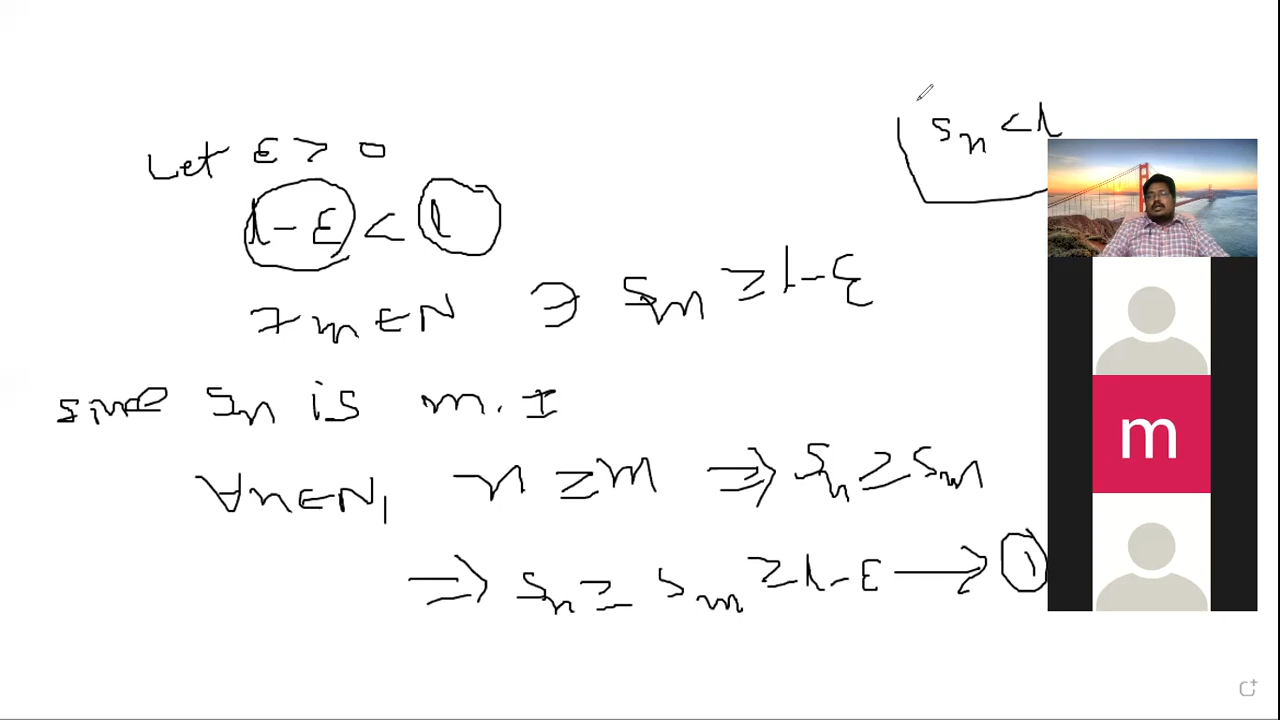 Let ε > 0
sn < l
l - ε < l
∃ m ∈ N ∋ sm ≥ l - ε
since sn is m. I
∀ n ∈ N, n ≥ m ⇒ sn ≥ sm
⇒ sn ≥ sm ≥ l - ε → 1
m